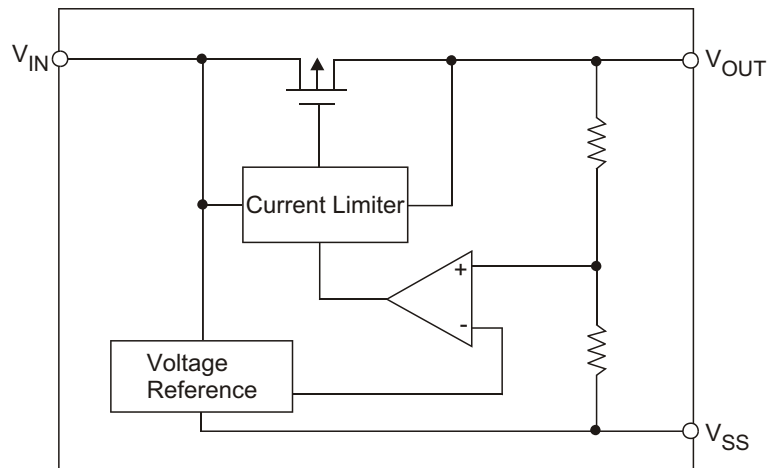 VIN
VOUT
Current Limiter
+
-
Voltage
Reference
VSS